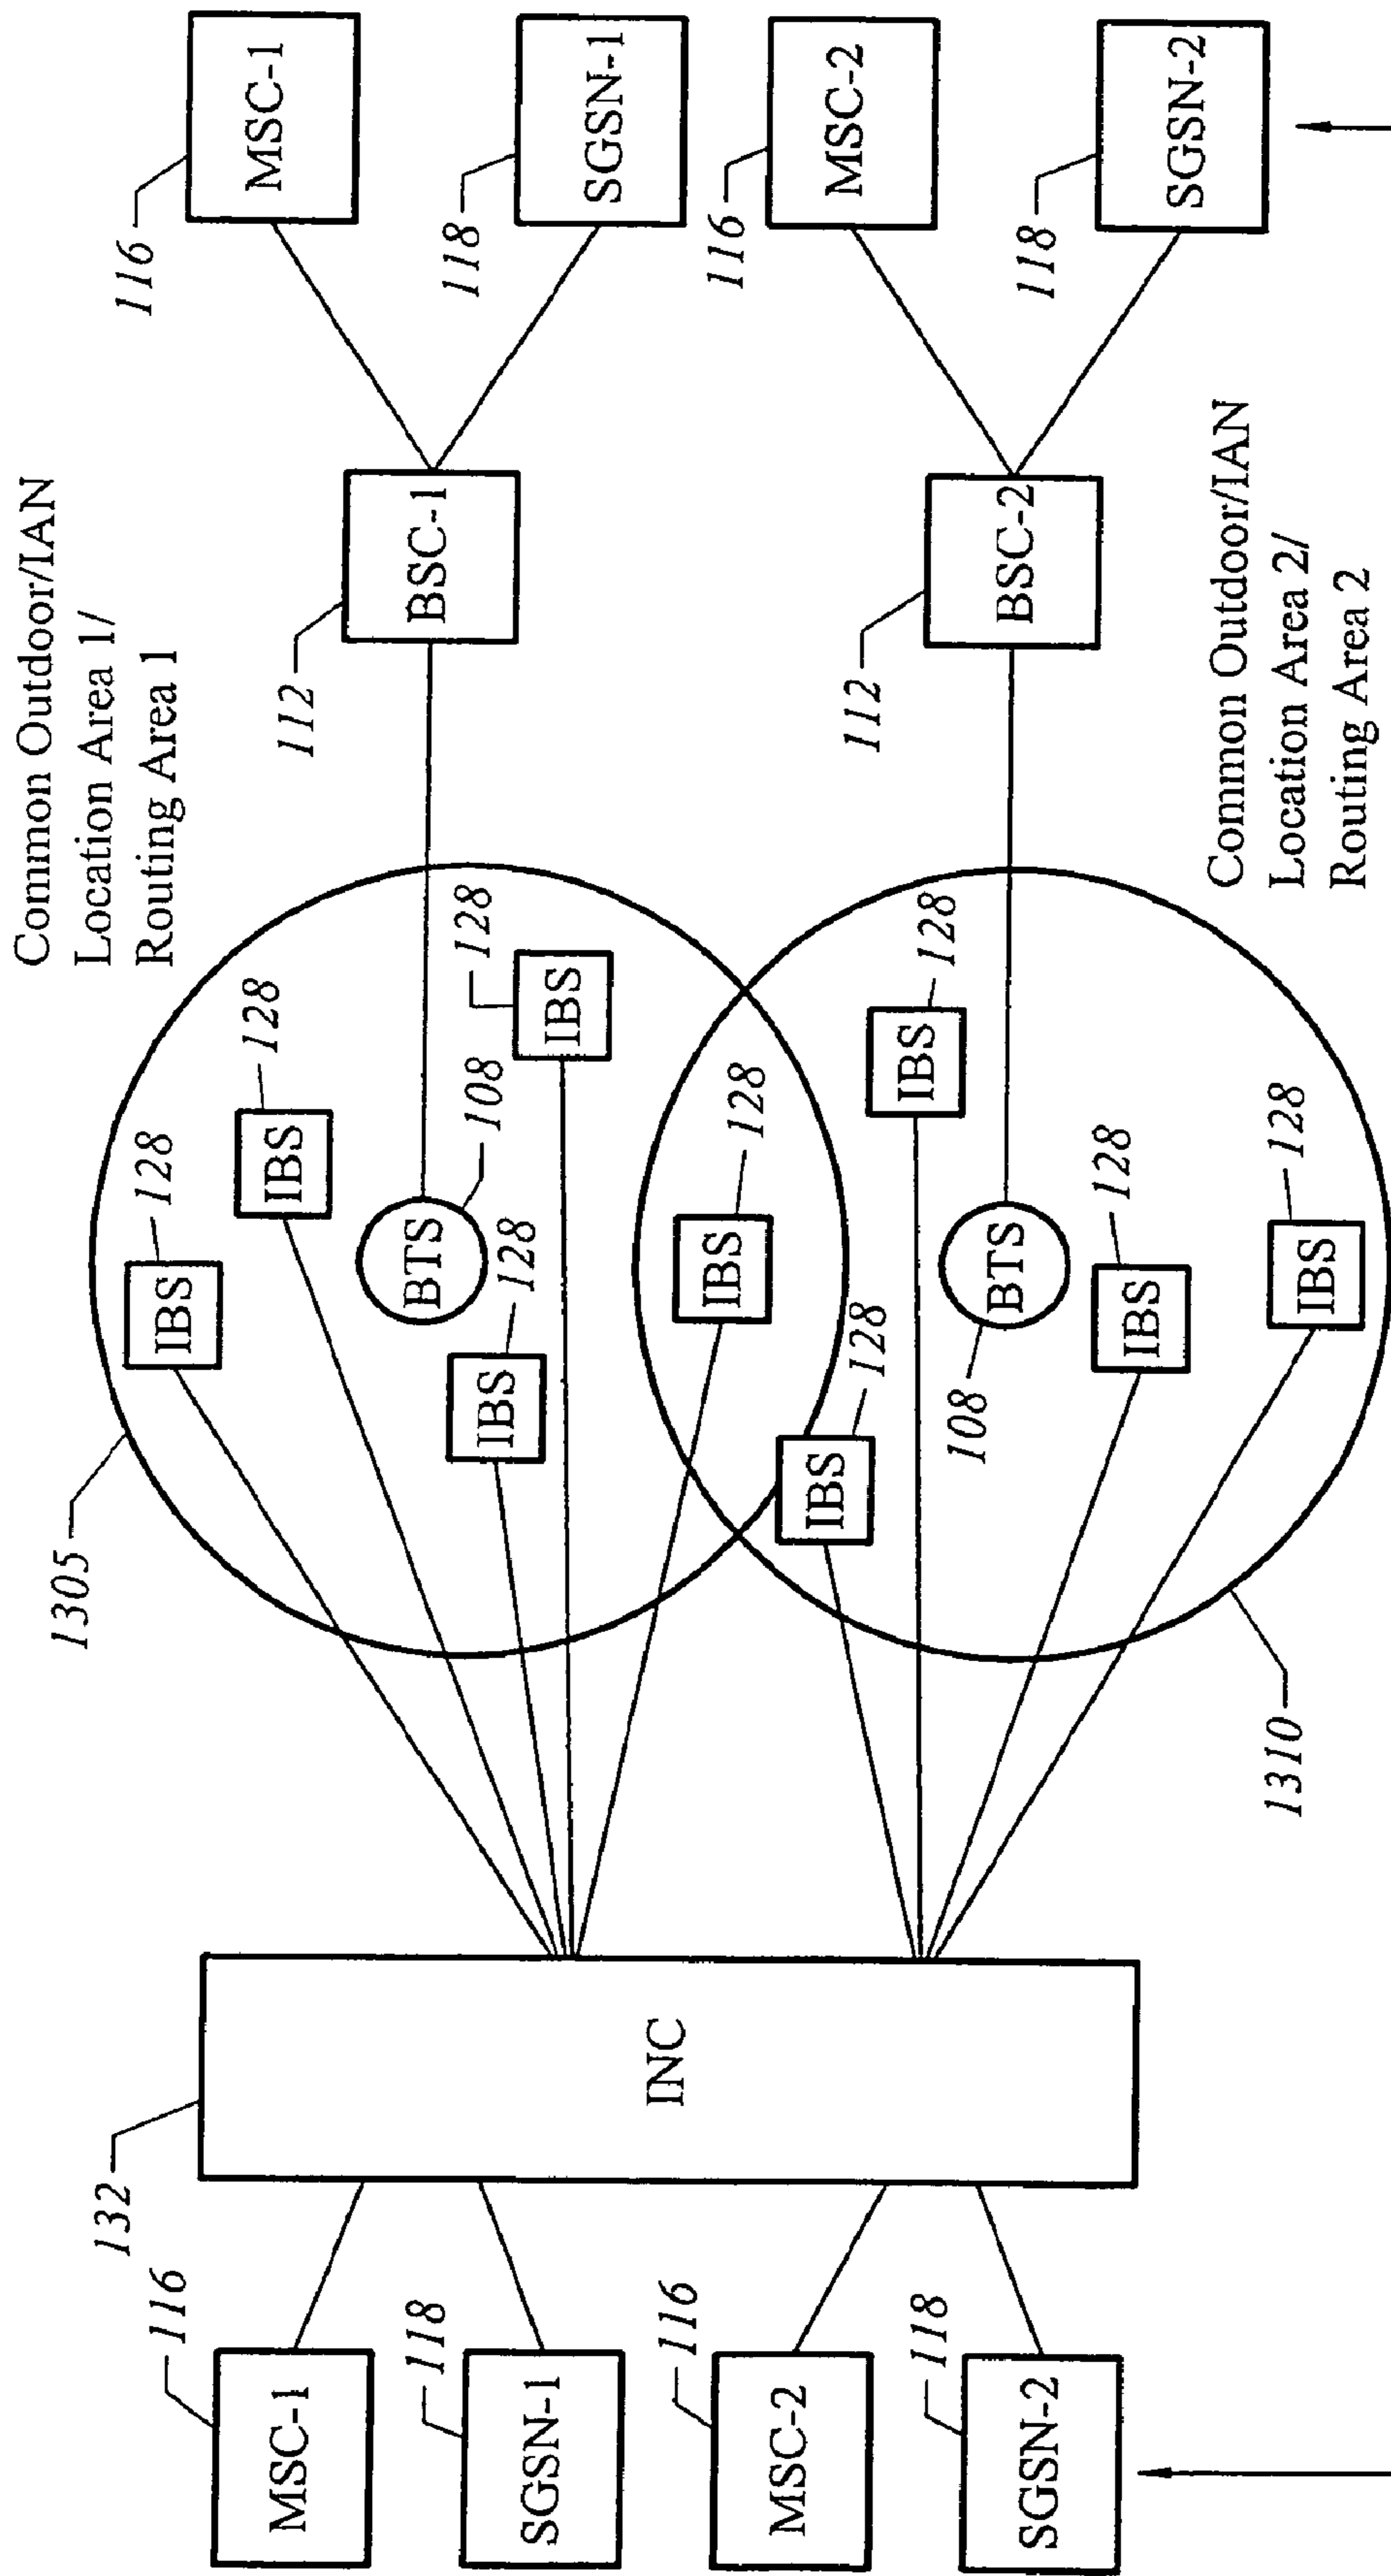 Common Outdoor/IAN
Location Area 1/
Routing Area 1
1305
132
116
116
128
128
112
116
MSC-1
IBS
IBS
MSC-1
118
BTS
108
128
BSC-1
118
SGSN-1
IBS
128
IBS
SGSN-1
INC
116
IBS
128
116
MSC-2
IBS
128
IBS
128
112
MSC-2
118
108
BTS
BSC-2
118
SGSN-2
IBS
128
SGSN-2
1310
IBS
128
Common Outdoor/IAN
Location Area 2/
Routing Area 2